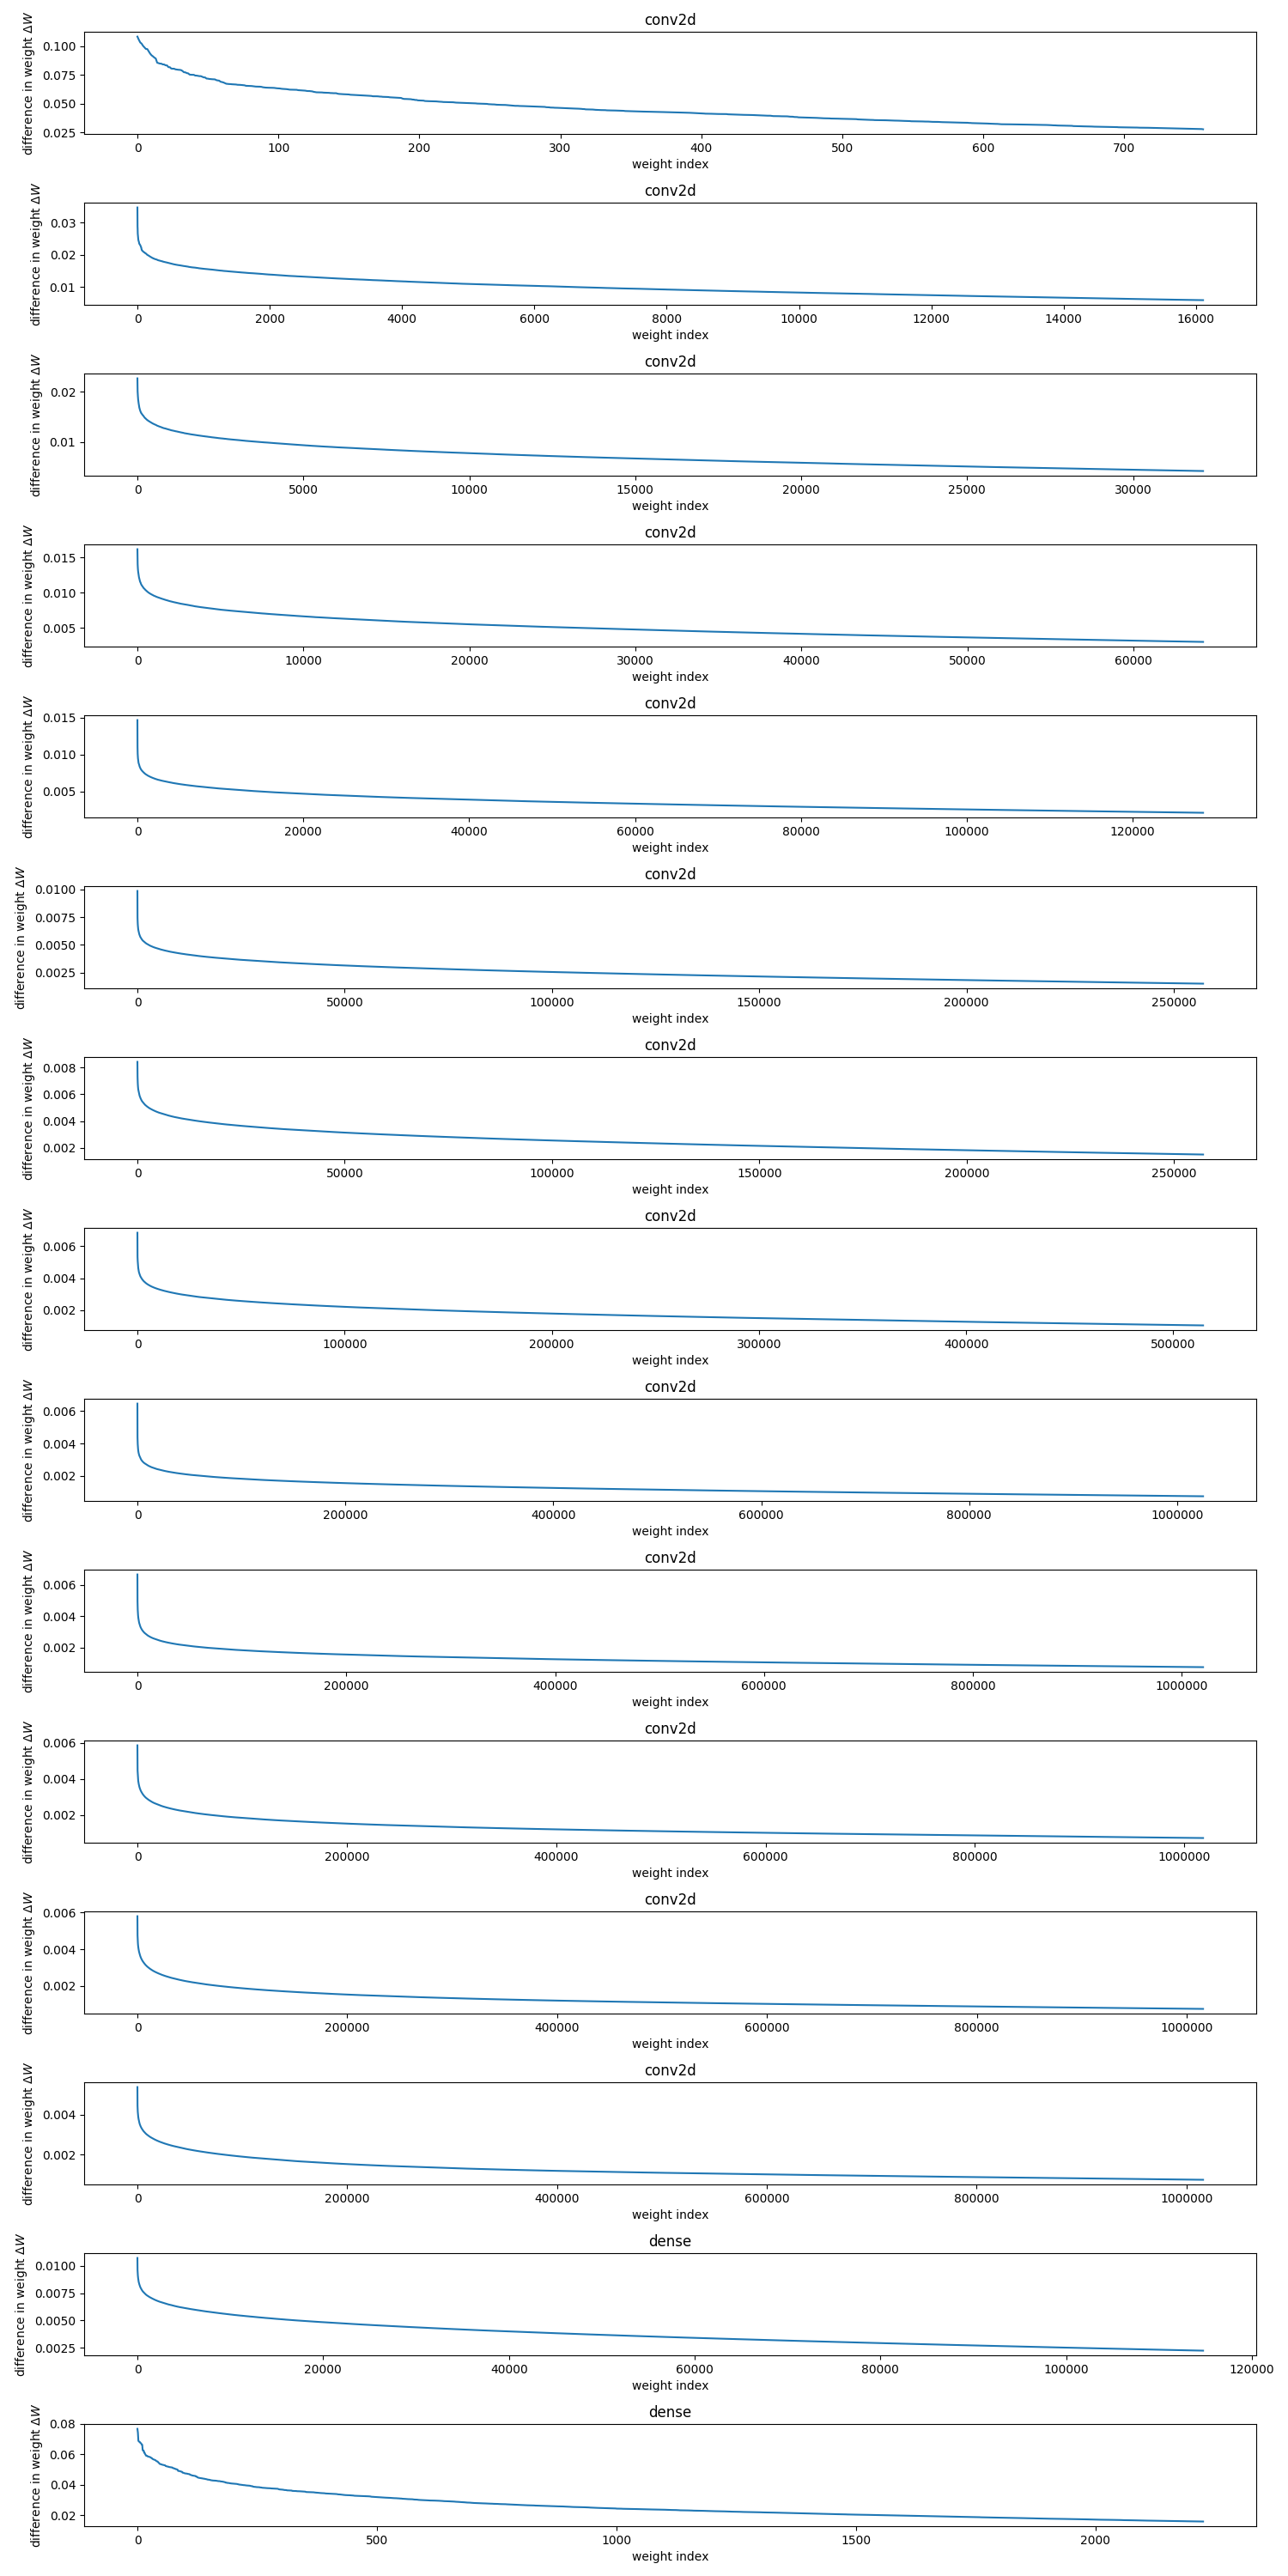 conv2d
difference in weight ΔW
0.100
0.075
0.050
0.025
0 100 200 300 400 500 600 700
weight index
conv2d
difference in weight ΔW
0.03
0.02
0.01
0 2000 4000 6000 8000 10000 12000 14000 16000
weight index
conv2d
difference in weight ΔW
0.02
0.01
0 5000 10000 15000 20000 25000 30000
weight index
conv2d
difference in weight ΔW
0.015
0.010
0.005
0 10000 20000 30000 40000 50000 60000
weight index
conv2d
difference in weight ΔW
0.015
0.010
0.005
0 20000 40000 60000 80000 100000 120000
weight index
conv2d
difference in weight ΔW
0.0100
0.0075
0.0050
0.0025
0 50000 100000 150000 200000 250000
weight index
conv2d
difference in weight ΔW
0.008
0.006
0.004
0.002
0 50000 100000 150000 200000 250000
weight index
conv2d
difference in weight ΔW
0.006
0.004
0.002
0 100000 200000 300000 400000 500000
weight index
conv2d
difference in weight ΔW
0.006
0.004
0.002
0 200000 400000 600000 800000 1000000
weight index
conv2d
difference in weight ΔW
0.006
0.004
0.002
0 200000 400000 600000 800000 1000000
weight index
conv2d
difference in weight ΔW
0.006
0.004
0.002
0 200000 400000 600000 800000 1000000
weight index
conv2d
difference in weight ΔW
0.006
0.004
0.002
0 200000 400000 600000 800000 1000000
weight index
conv2d
difference in weight ΔW
0.004
0.002
0 200000 400000 600000 800000 1000000
weight index
dense
difference in weight ΔW
0.0100
0.0075
0.0050
0.0025
0 20000 40000 60000 80000 100000 120000
weight index
dense
difference in weight ΔW
0.08
0.06
0.04
0.02
0 500 1000 1500 2000
weight index